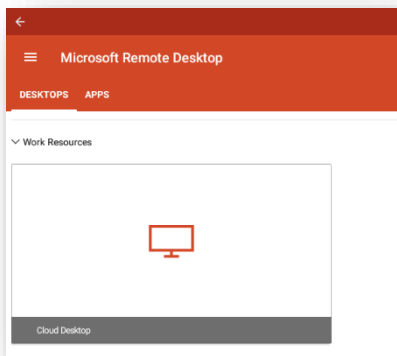 Microsoft Remote Desktop
DESKTOPS APPS
Work Resources
Cloud Desktop